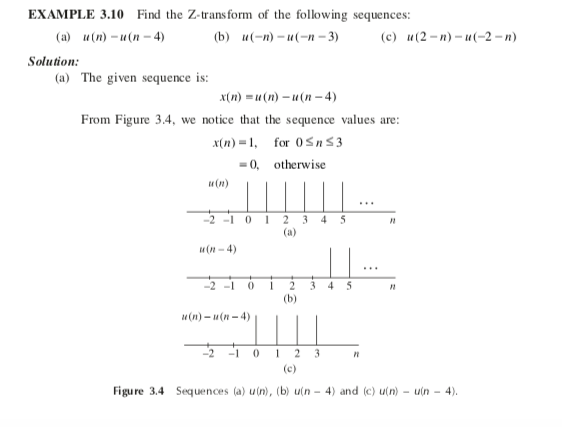 EXAMPLE 3.10 Find the Z-transform of the following sequences:
(a) u(n) – u(n – 4) (b) u(–n) – u(–n – 3) (c) u(2 – n) – u(–2 – n)
Solution:
(a) The given sequence is:
x(n) = u(n) – u(n – 4)
From Figure 3.4, we notice that the sequence values are:
x(n) = 1, for 0 ≤ n ≤ 3
= 0, otherwise
u(n)
...
–2 –1 0 1 2 3 4 5 n
(a)
u(n – 4)
...
–2 –1 0 1 2 3 4 5 n
(b)
u(n) – u(n – 4)
–2 –1 0 1 2 3 n
(c)
Figure 3.4 Sequences (a) u(n), (b) u(n – 4) and (c) u(n) – u(n – 4).